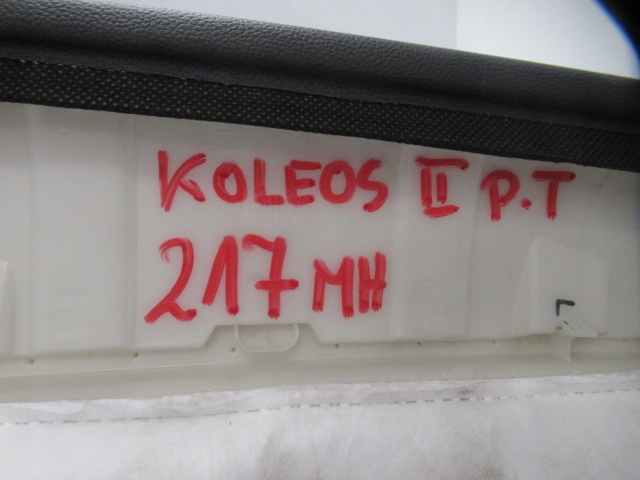 KOLEOS II P.T
217 MH